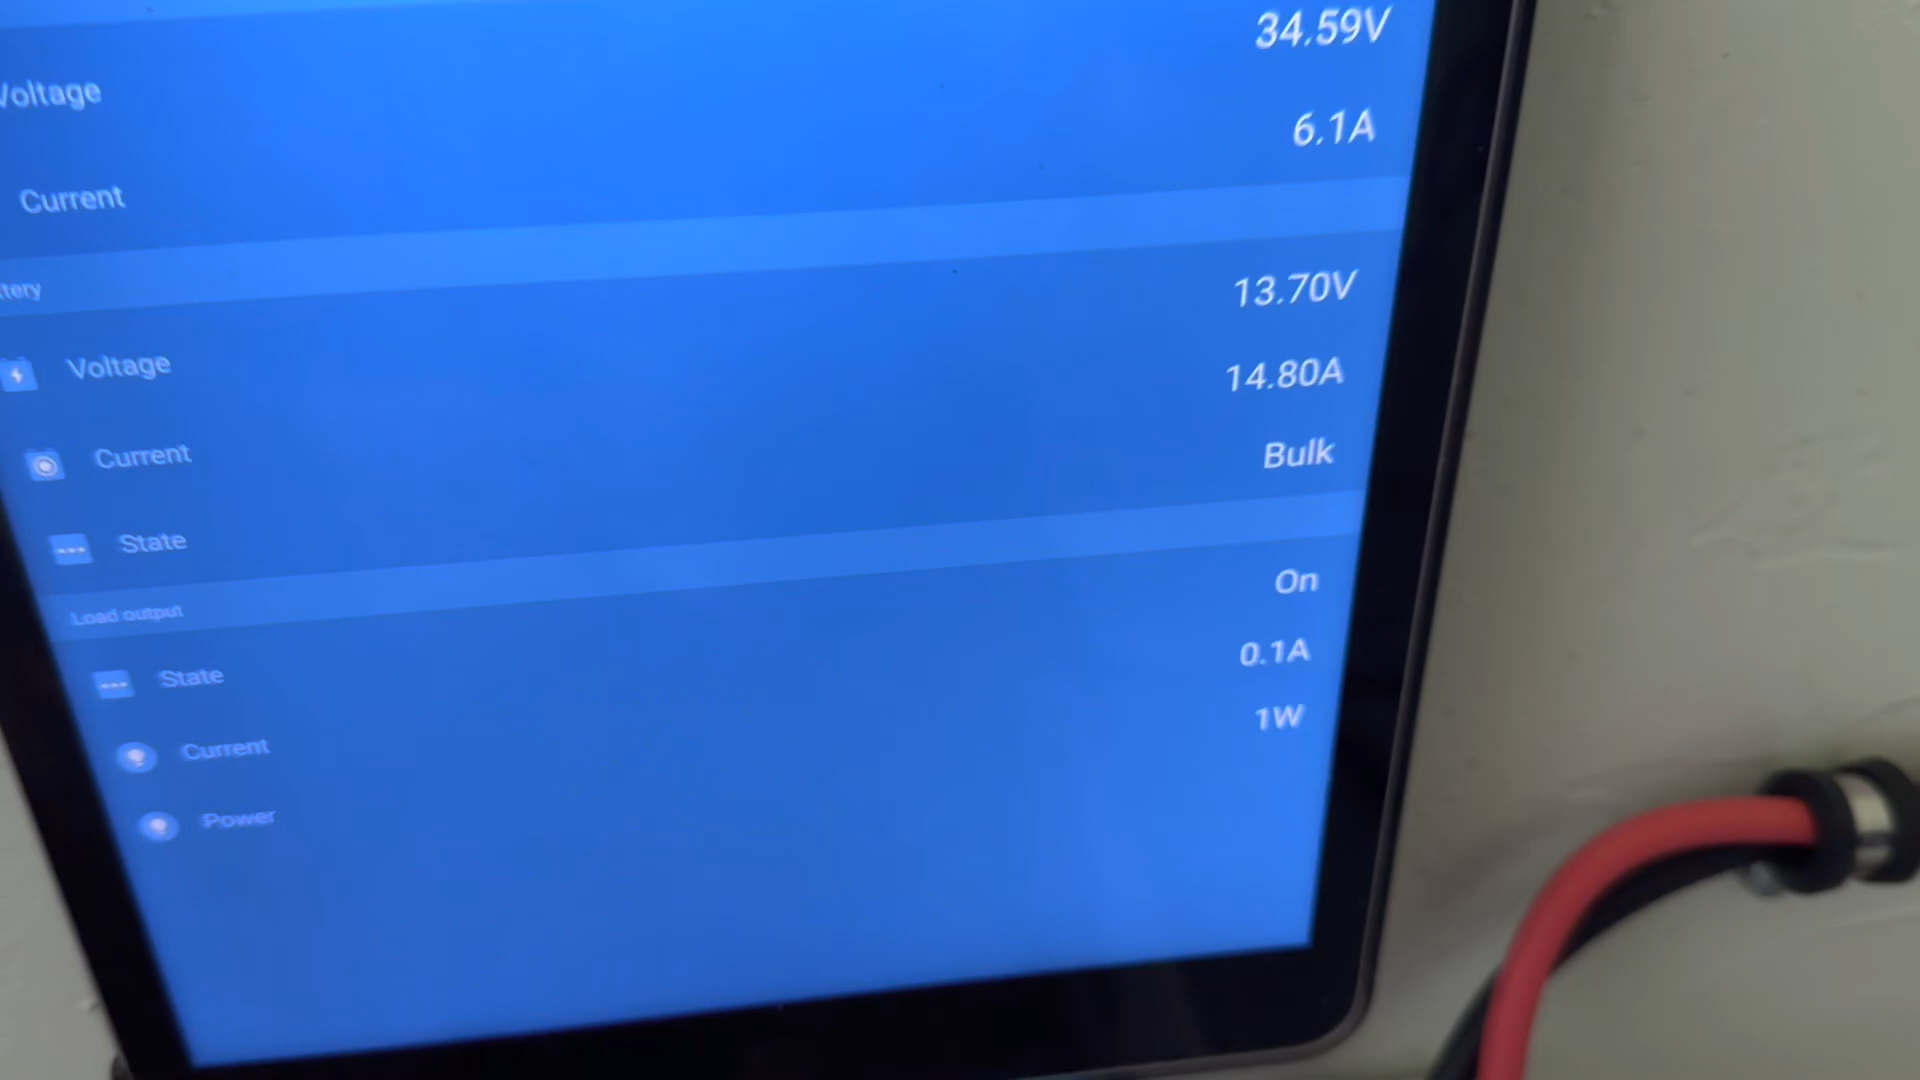 Voltage 34.59V
Current 6.1A
Voltage 13.70V
Current 14.80A
State Bulk
Load output
State On
Current 0.1A
Power 1W